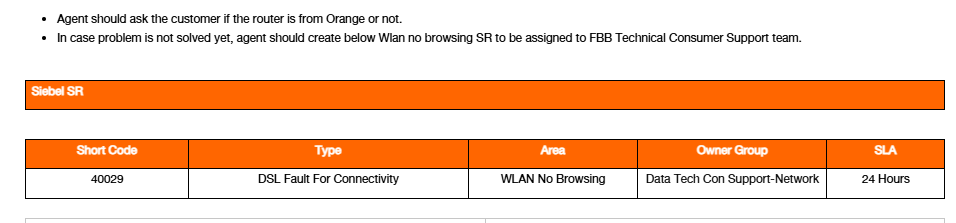 • Agent should ask the customer if the router is from Orange or not.
• In case problem is not solved yet, agent should create below Wlan no browsing SR to be assigned to FBB Technical Consumer Support team.
Siebel SR
Short Code Type Area Owner Group SLA
40029 DSL Fault For Connectivity WLAN No Browsing Data Tech Con Support-Network 24 Hours